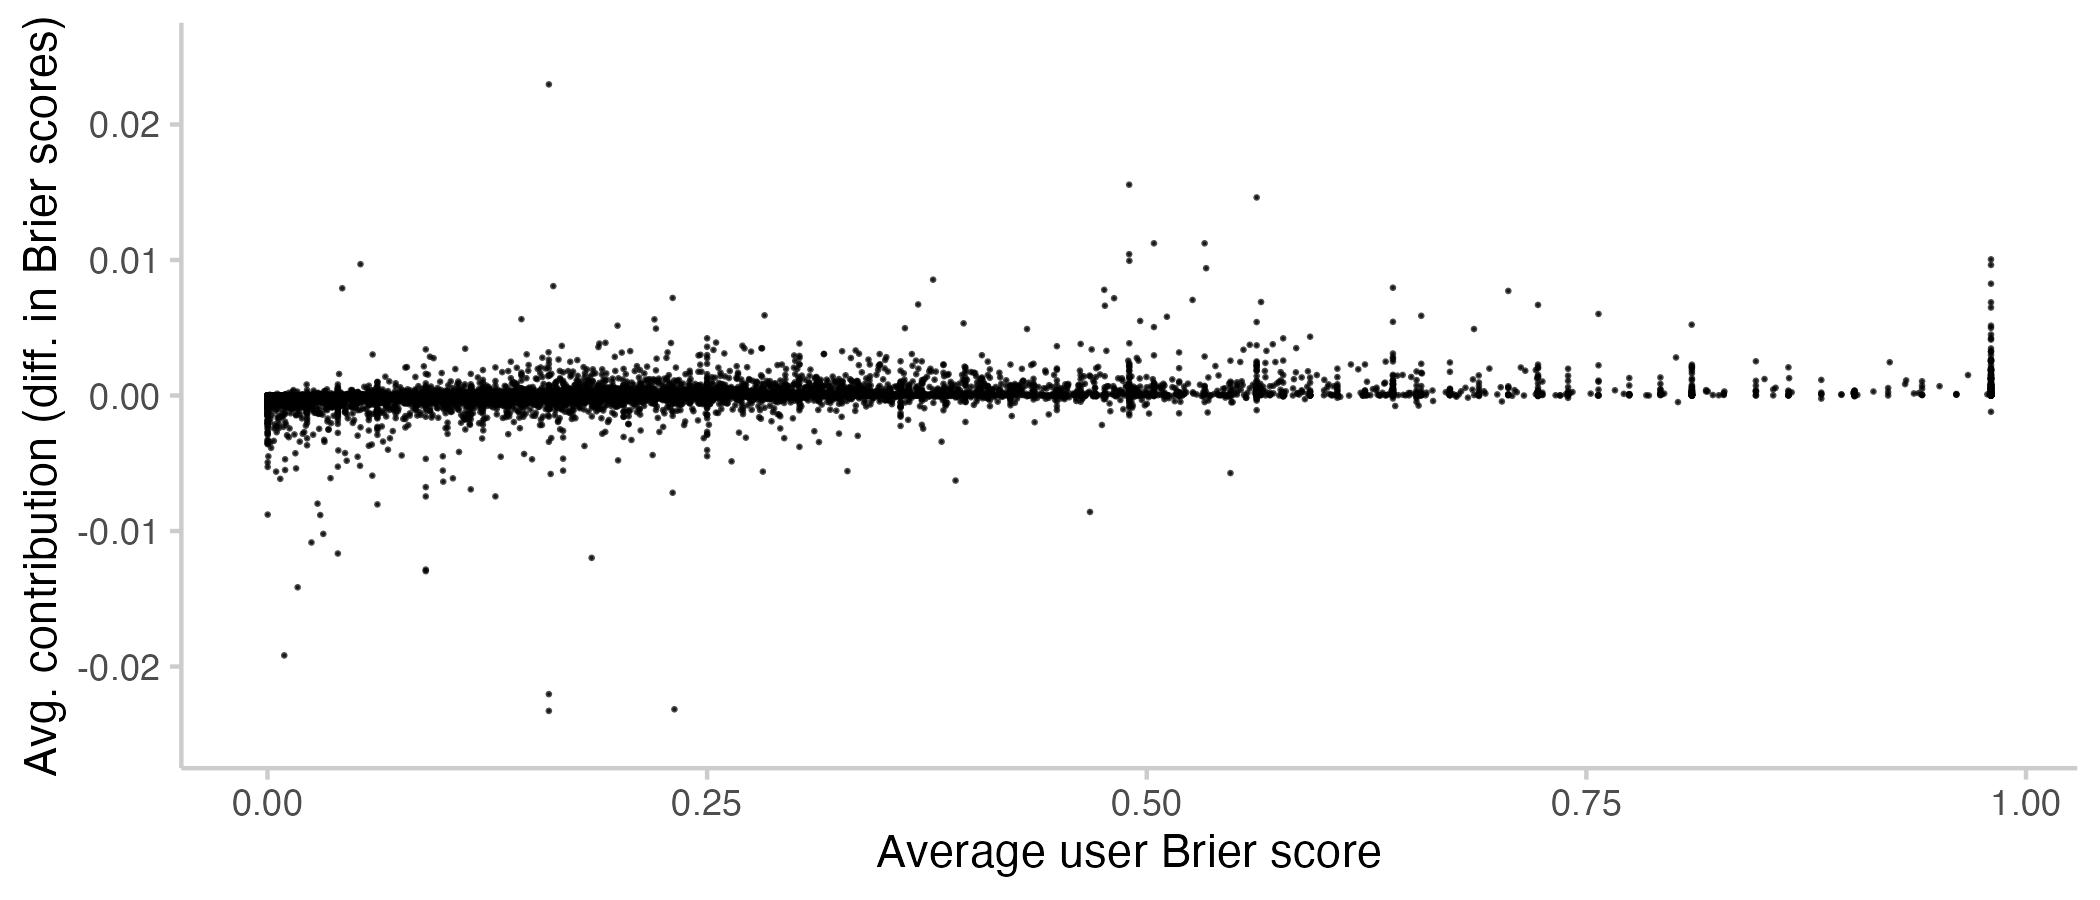 Avg. contribution (diff. in Brier scores)
0.02
0.01
0.00
-0.01
-0.02
0.00 0.25 0.50 0.75 1.00
Average user Brier score